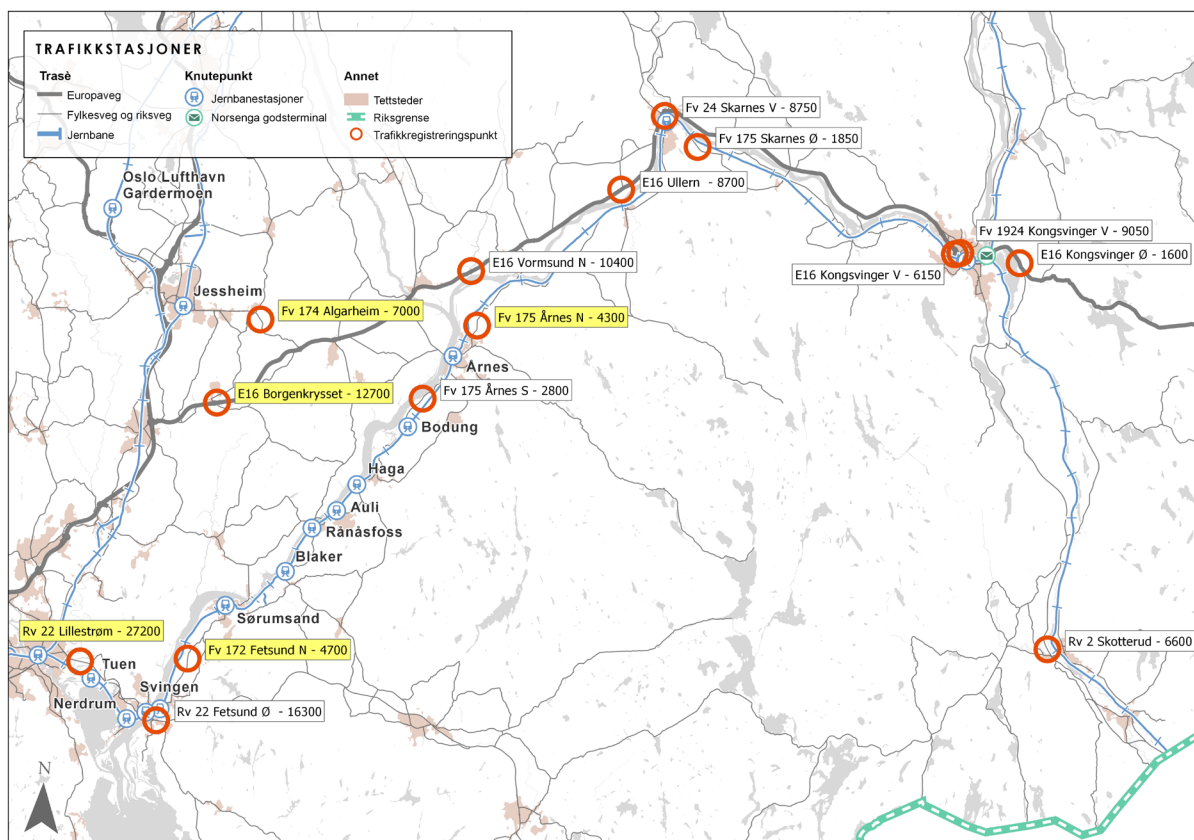 TRAFIKKSTASJONER
Trasè
Europaveg
Fylkesveg og riksveg
Jernbane
Knutepunkt
Jernbanestasjoner
Norsenga godsterminal
Annet
Tettsteder
Riksgrense
Trafikkregistreringspunkt
Fv 24 Skarnes V - 8750
Fv 175 Skarnes Ø - 1850
Oslo Lufthavn
Gardermoen
E16 Ullern - 8700
Fv 1924 Kongsvinger V - 9050
E16 Kongsvinger Ø - 1600
E16 Vormsund N - 10400
E16 Kongsvinger V - 6150
Jessheim
Fv 174 Algarheim - 7000
Fv 175 Årnes N - 4300
Årnes
E16 Borgenkrysset - 12700
Fv 175 Årnes S - 2800
Bodung
Haga
Auli
Rånåsfoss
Blaker
Sørumsand
Rv 22 Lillestrøm - 27200
Fv 172 Fetsund N - 4700
Rv 2 Skotterud - 6600
Tuen
Svingen
Nerdrum
Rv 22 Fetsund Ø - 16300
N